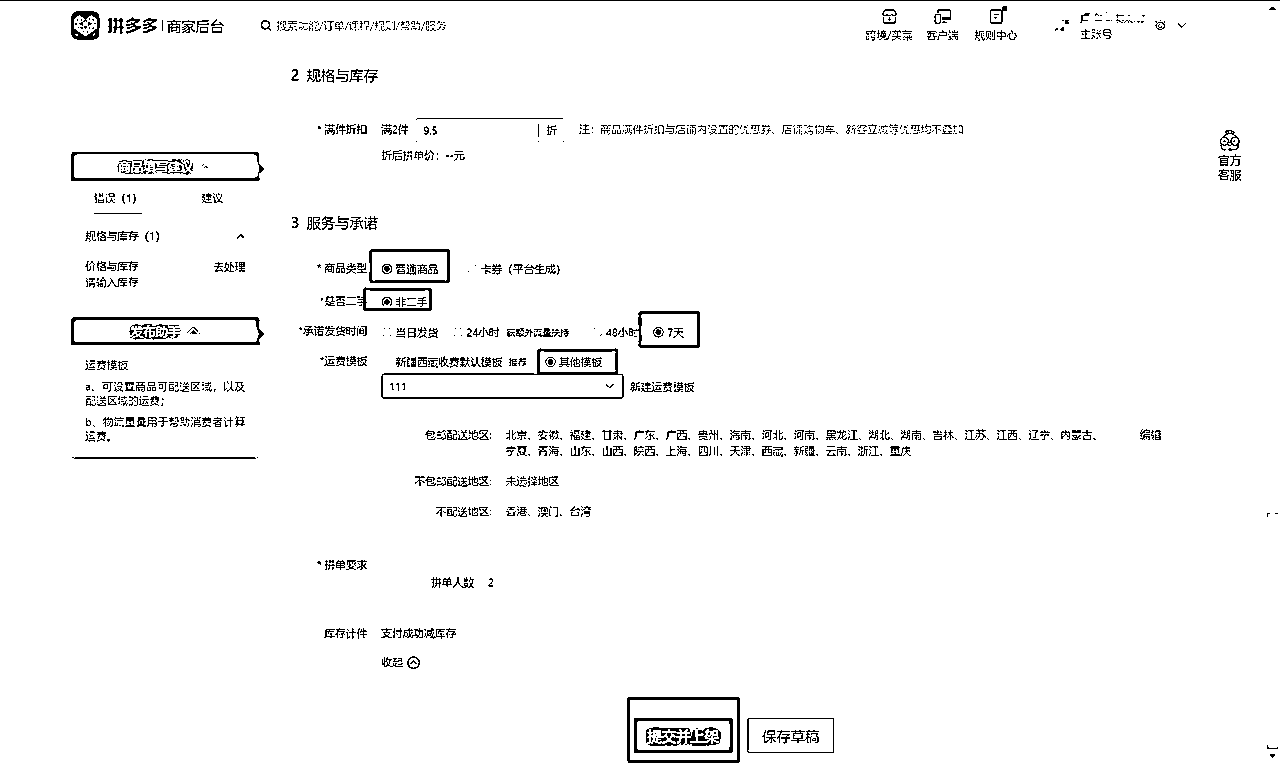 拼多多 | 商家后台
搜索功能/订单/课程/规则/帮助/服务
跨境/买菜 客户端 规则中心
主账号
2 规格与库存
* 满件折扣 满2件 9.5 折 注：商品满件折扣与店铺内设置的优惠券、店铺购物车、新客立减等优惠均不叠加
折后拼单价：--元
官方
客服
商品填写建议
错误（1） 建议
规格与库存（1）
价格与库存 去处理
请输入库存
3 服务与承诺
* 商品类型 普通商品 卡券（平台生成）
*是否二手 非二手
*承诺发货时间 当日发货 24小时 48小时 7天
发布助手
*运费模板 新疆西藏收费默认模板 推荐 其他模板
111 新建运费模板
运费模板
a、可设置商品可配送区域，以及
配送区域的运费；
b、物流重量用于帮助消费者计算
运费。
包邮配送地区： 北京、安徽、福建、甘肃、广东、广西、贵州、海南、河北、河南、黑龙江、湖北、湖南、吉林、江苏、江西、辽宁、内蒙古、 编辑
宁夏、青海、山东、山西、陕西、上海、四川、天津、西藏、新疆、云南、浙江、重庆
不包邮配送地区： 未选择地区
不配送地区： 香港、澳门、台湾
* 拼单要求
拼单人数 2
库存计件 支付成功减库存
收起
提交并上架 保存草稿